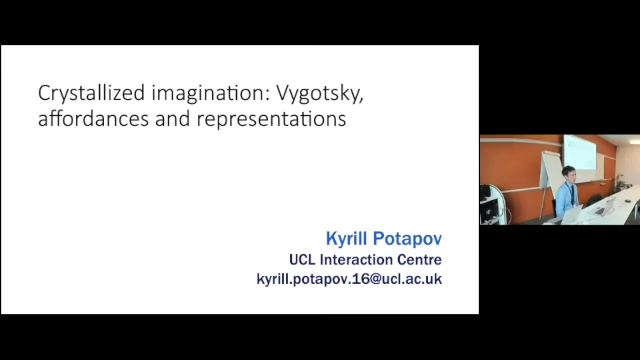 Crystallized imagination: Vygotsky,
affordances and representations
Kyrill Potapov
UCL Interaction Centre
kyrill.potapov.16@ucl.ac.uk